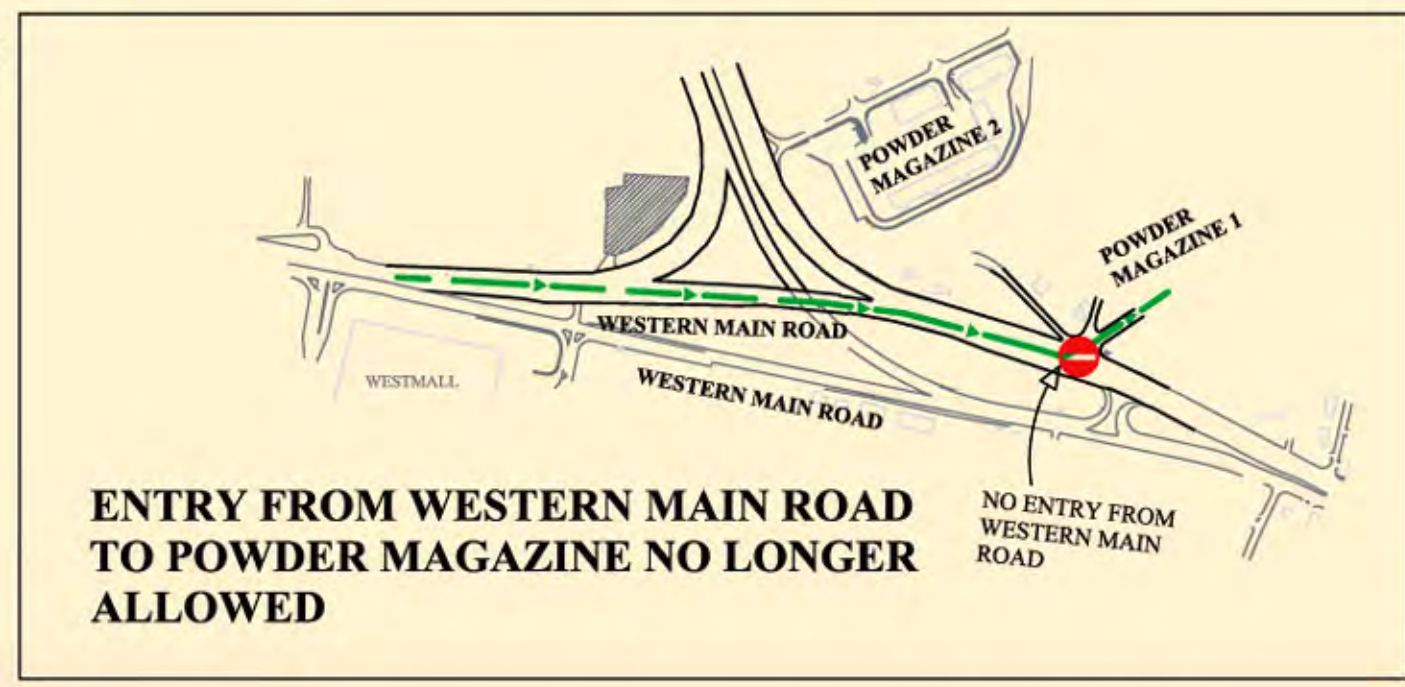 POWDER
MAGAZINE 2
POWDER
MAGAZINE 1
WESTERN MAIN ROAD
WESTMALL
WESTERN MAIN ROAD
ENTRY FROM WESTERN MAIN ROAD
TO POWDER MAGAZINE NO LONGER
ALLOWED
NO ENTRY FROM
WESTERN MAIN
ROAD